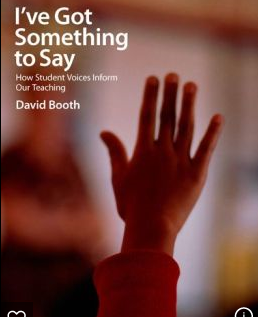 I've Got
Something
to Say
How Student Voices Inform
Our Teaching
David Booth